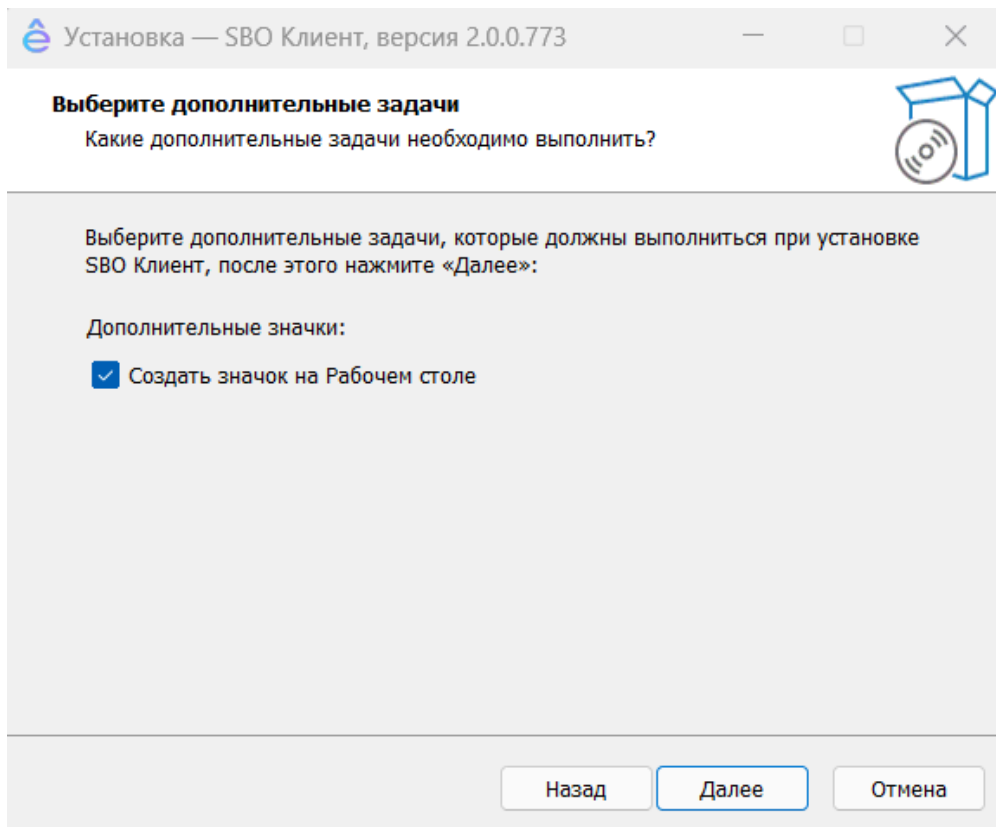 Установка — SBO Клиент, версия 2.0.0.773
Выберите дополнительные задачи
Какие дополнительные задачи необходимо выполнить?
Выберите дополнительные задачи, которые должны выполниться при установке
SBO Клиент, после этого нажмите «Далее»:
Дополнительные значки:
Создать значок на Рабочем столе
Назад
Далее
Отмена